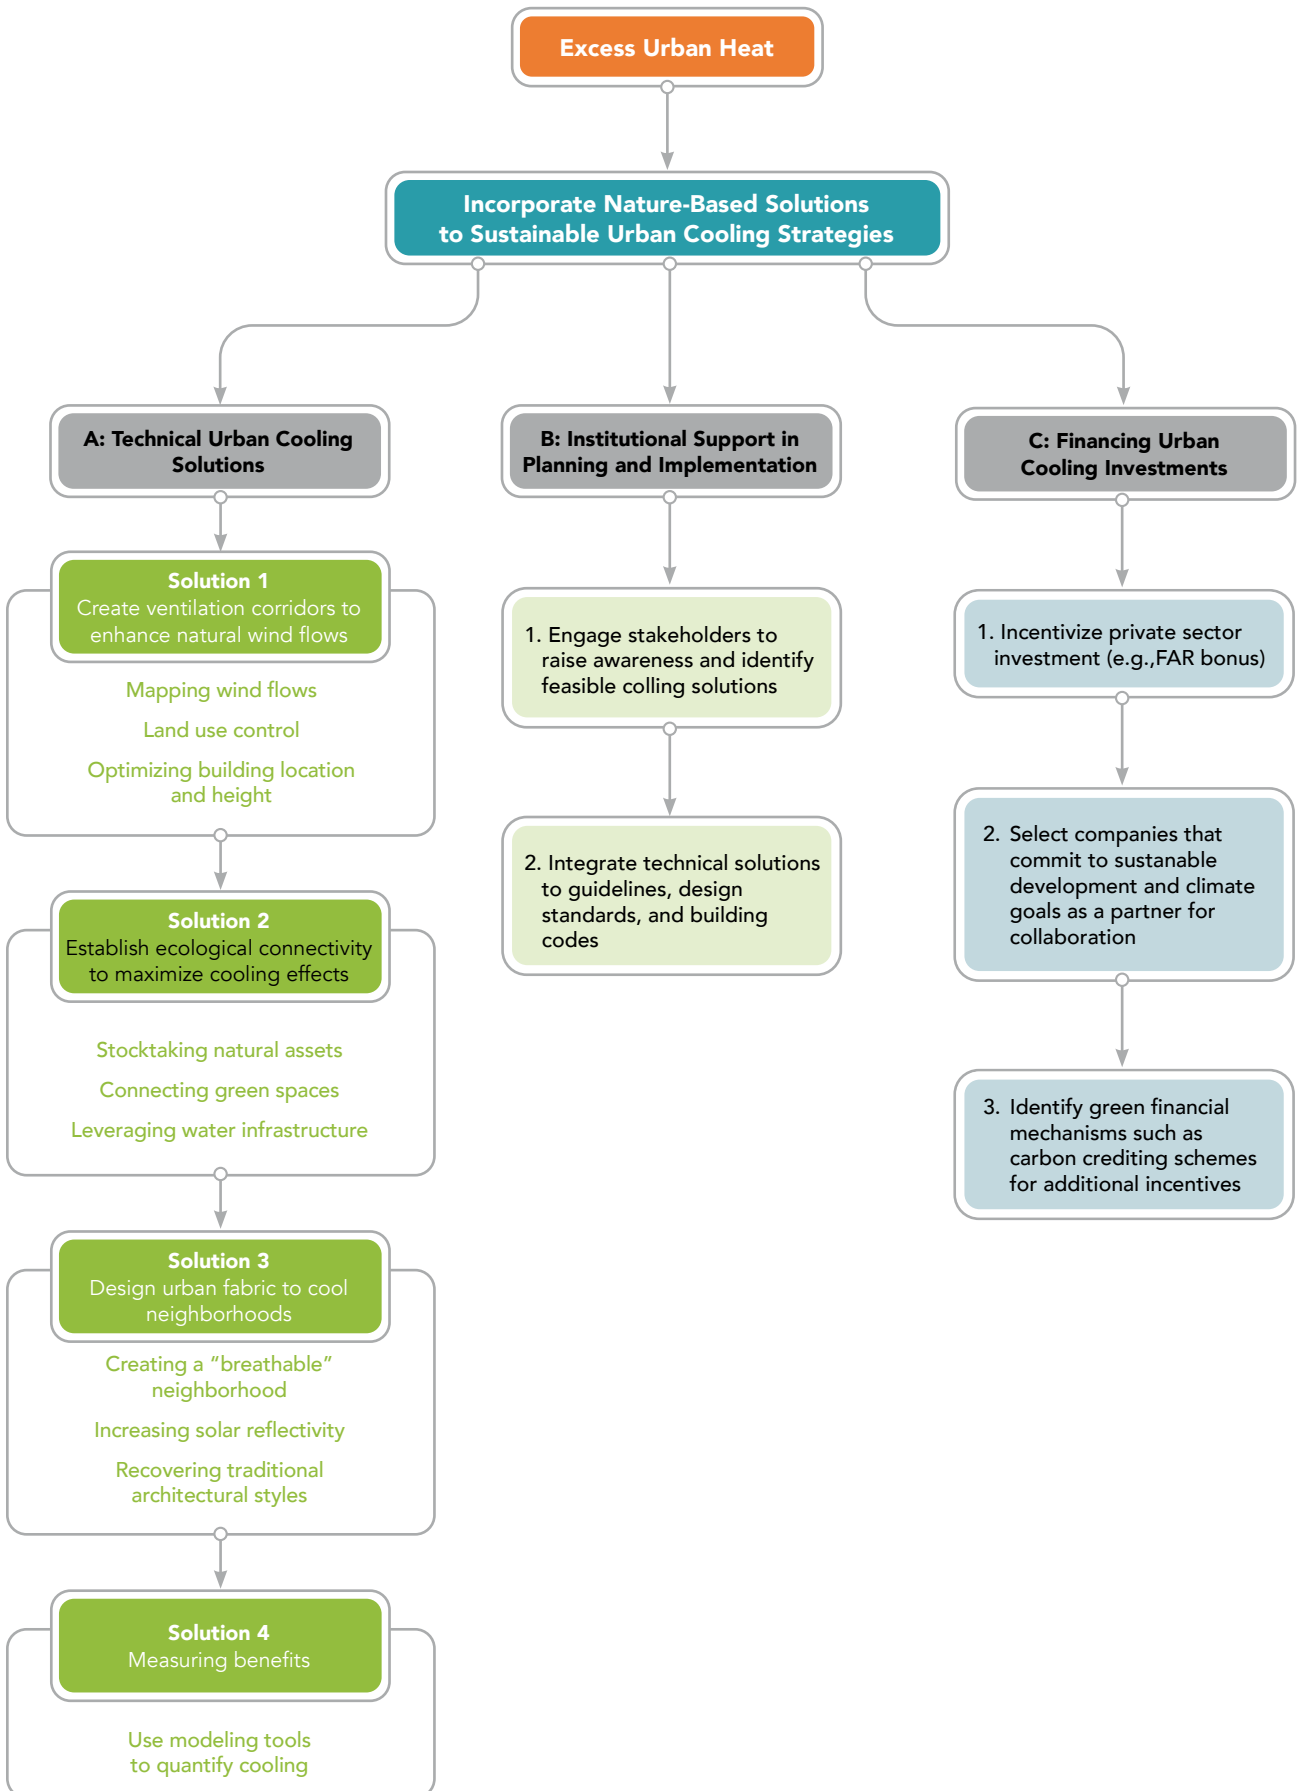 Excess Urban Heat
Incorporate Nature-Based Solutions
to Sustainable Urban Cooling Strategies
A: Technical Urban Cooling
Solutions
Solution 1
Create ventilation corridors to
enhance natural wind flows
Mapping wind flows
Land use control
Optimizing building location
and height
Solution 2
Establish ecological connectivity
to maximize cooling effects
Stocktaking natural assets
Connecting green spaces
Leveraging water infrastructure
Solution 3
Design urban fabric to cool
neighborhoods
Creating a “breathable”
neighborhood
Increasing solar reflectivity
Recovering traditional
architectural styles
Solution 4
Measuring benefits
Use modeling tools
to quantify cooling
B: Institutional Support in
Planning and Implementation
1. Engage stakeholders to
raise awareness and identify
feasible colling solutions
2. Integrate technical solutions
to guidelines, design
standards, and building
codes
C: Financing Urban
Cooling Investments
1. Incentivize private sector
investment (e.g.,FAR bonus)
2. Select companies that
commit to sustanable
development and climate
goals as a partner for
collaboration
3. Identify green financial
mechanisms such as
carbon crediting schemes
for additional incentives